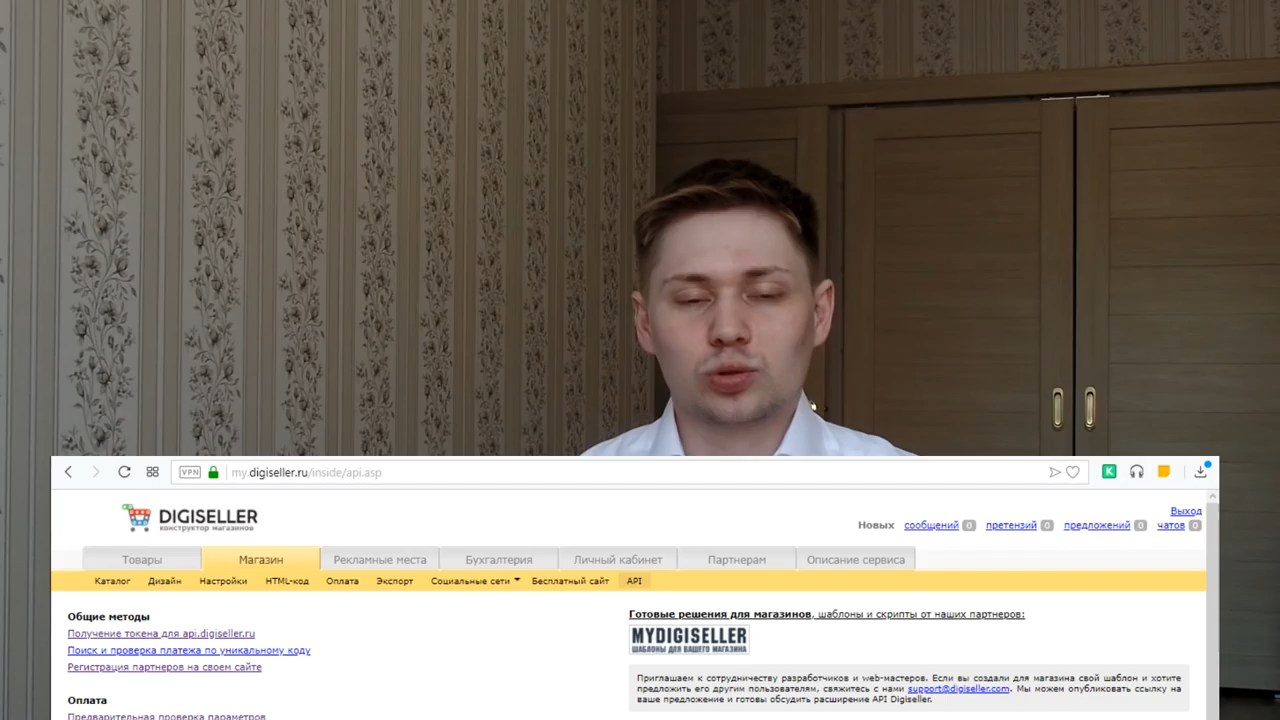 VPN
my.digiseller.ru/inside/api.asp
K
DIGISELLER
конструктор магазинов
Выход
Новых сообщений 0 претензий 0 предложений 0 чатов 0
Товары Магазин Рекламные места Бухгалтерия Личный кабинет Партнерам Описание сервиса
Каталог Дизайн Настройки HTML-код Оплата Экспорт Социальные сети Бесплатный сайт API
Общие методы
Получение токена для api.digiseller.ru
Поиск и проверка платежа по уникальному коду
Регистрация партнеров на своем сайте
Оплата
Предварительная проверка параметров
Готовые решения для магазинов, шаблоны и скрипты от наших партнеров:
MYDIGISELLER
ШАБЛОНЫ ДЛЯ ВАШЕГО МАГАЗИНА
Приглашаем к сотрудничеству разработчиков и web-мастеров. Если вы создали для магазина свой шаблон и хотите
предложить его другим пользователям, свяжитесь с нами support@digiseller.com. Мы можем опубликовать ссылку на
ваше предложение и готовы обсудить расширение API Digiseller.